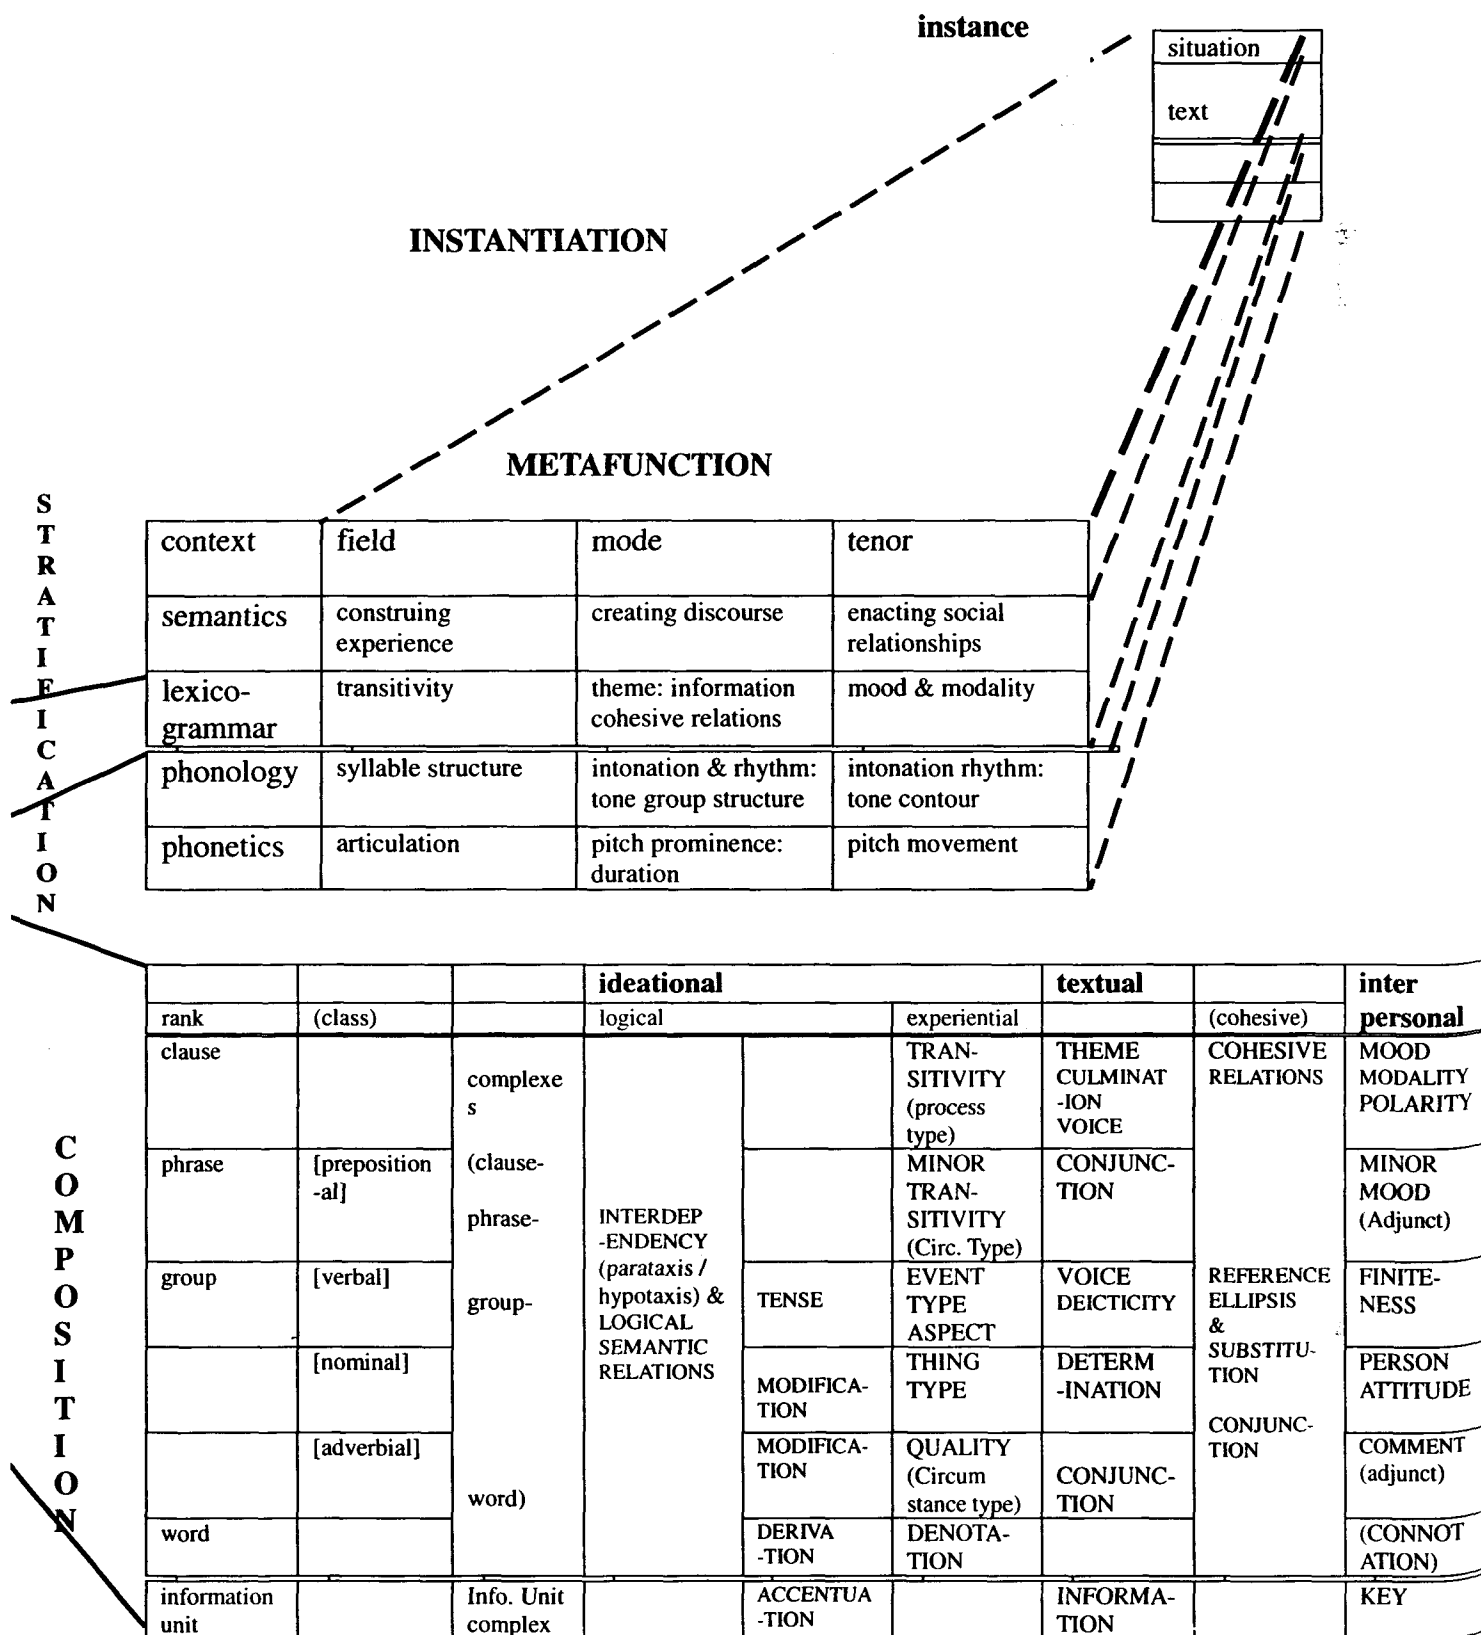 instance
situation
text
INSTANTIATION
METAFUNCTION
STRATIFICATION
context field mode tenor
semantics construing experience creating discourse enacting social relationships
lexico-grammar transitivity theme: information cohesive relations mood & modality
phonology syllable structure intonation & rhythm: tone group structure intonation rhythm: tone contour
phonetics articulation pitch prominence: duration pitch movement
COMPOSITION
ideational textual inter personal
rank (class) logical experiential (cohesive)
clause
complexe
s
TRAN-
SITIVITY
(process
type)
THEME
CULMINAT
-ION
VOICE
COHESIVE
RELATIONS
MOOD
MODALITY
POLARITY
phrase
[preposition
-al]
(clause-
phrase-
MINOR
TRAN-
SITIVITY
(Circ. Type)
CONJUNC-
TION
MINOR
MOOD
(Adjunct)
INTERDEP
-ENDENCY
(parataxis /
hypotaxis) &
LOGICAL
SEMANTIC
RELATIONS
group
[verbal]
group-
TENSE
EVENT
TYPE
ASPECT
VOICE
DEICTICITY
REFERENCE
ELLIPSIS
&
SUBSTITU-
TION
CONJUNC-
TION
FINITE-
NESS
[nominal]
MODIFICA-
TION
THING
TYPE
DETERM
-INATION
PERSON
ATTITUDE
[adverbial]
word)
MODIFICA-
TION
QUALITY
(Circum
stance type)
CONJUNC-
TION
COMMENT
(adjunct)
word
DERIVA
-TION
DENOTA-
TION
(CONNOT
ATION)
information
unit
Info. Unit
complex
ACCENTUA
-TION
INFORMA-
TION
KEY